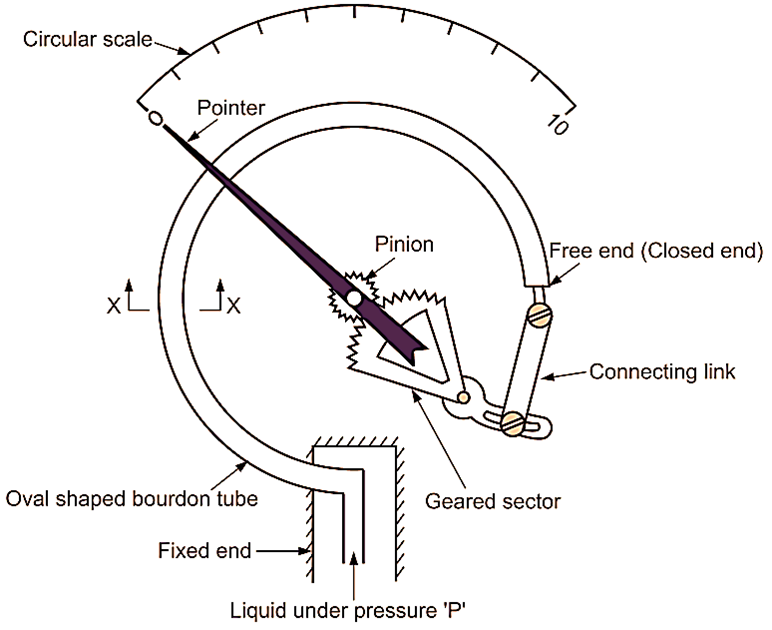 Circular scale
Pointer
0
10
Pinion
Free end (Closed end)
X
X
Connecting link
Oval shaped bourdon tube
Geared sector
Fixed end
Liquid under pressure 'P'